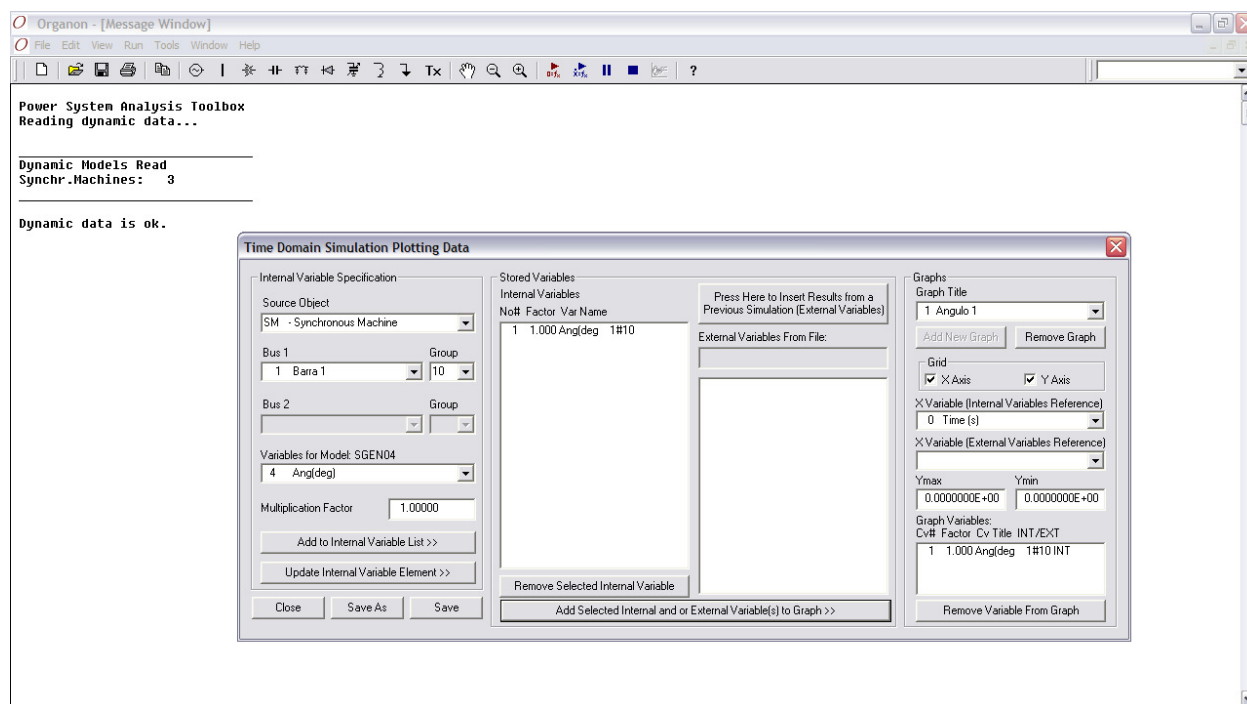 Organon - [Message Window]
File Edit View Run Tools Window Help
Tx ?
Power System Analysis Toolbox
Reading dynamic data...
Dynamic Models Read
Synchr.Machines: 3
Dynamic data is ok.
Time Domain Simulation Plotting Data
Internal Variable Specification
Source Object
SM - Synchronous Machine
Bus 1 Group
1 Barra 1 10
Bus 2 Group
Variables for Model: SGEN04
4 Ang(deg)
Multiplication Factor 1.00000
Add to Internal Variable List >>
Update Internal Variable Element >>
Close Save As Save
Stored Variables
Internal Variables
No# Factor Var Name
1 1.000 Ang(deg 1#10
Remove Selected Internal Variable
Press Here to Insert Results from a
Previous Simulation (External Variables)
External Variables From File:
Add Selected Internal and or External Variable(s) to Graph >>
Graphs
Graph Title
1 Angulo 1
Add New Graph Remove Graph
Grid
X Axis Y Axis
X Variable (Internal Variables Reference)
0 Time (s)
X Variable (External Variables Reference)
Ymax Ymin
0.0000000E+00 0.0000000E+00
Graph Variables:
Cv# Factor Cv Title INT/EXT
1 1.000 Ang(deg 1#10 INT
Remove Variable From Graph